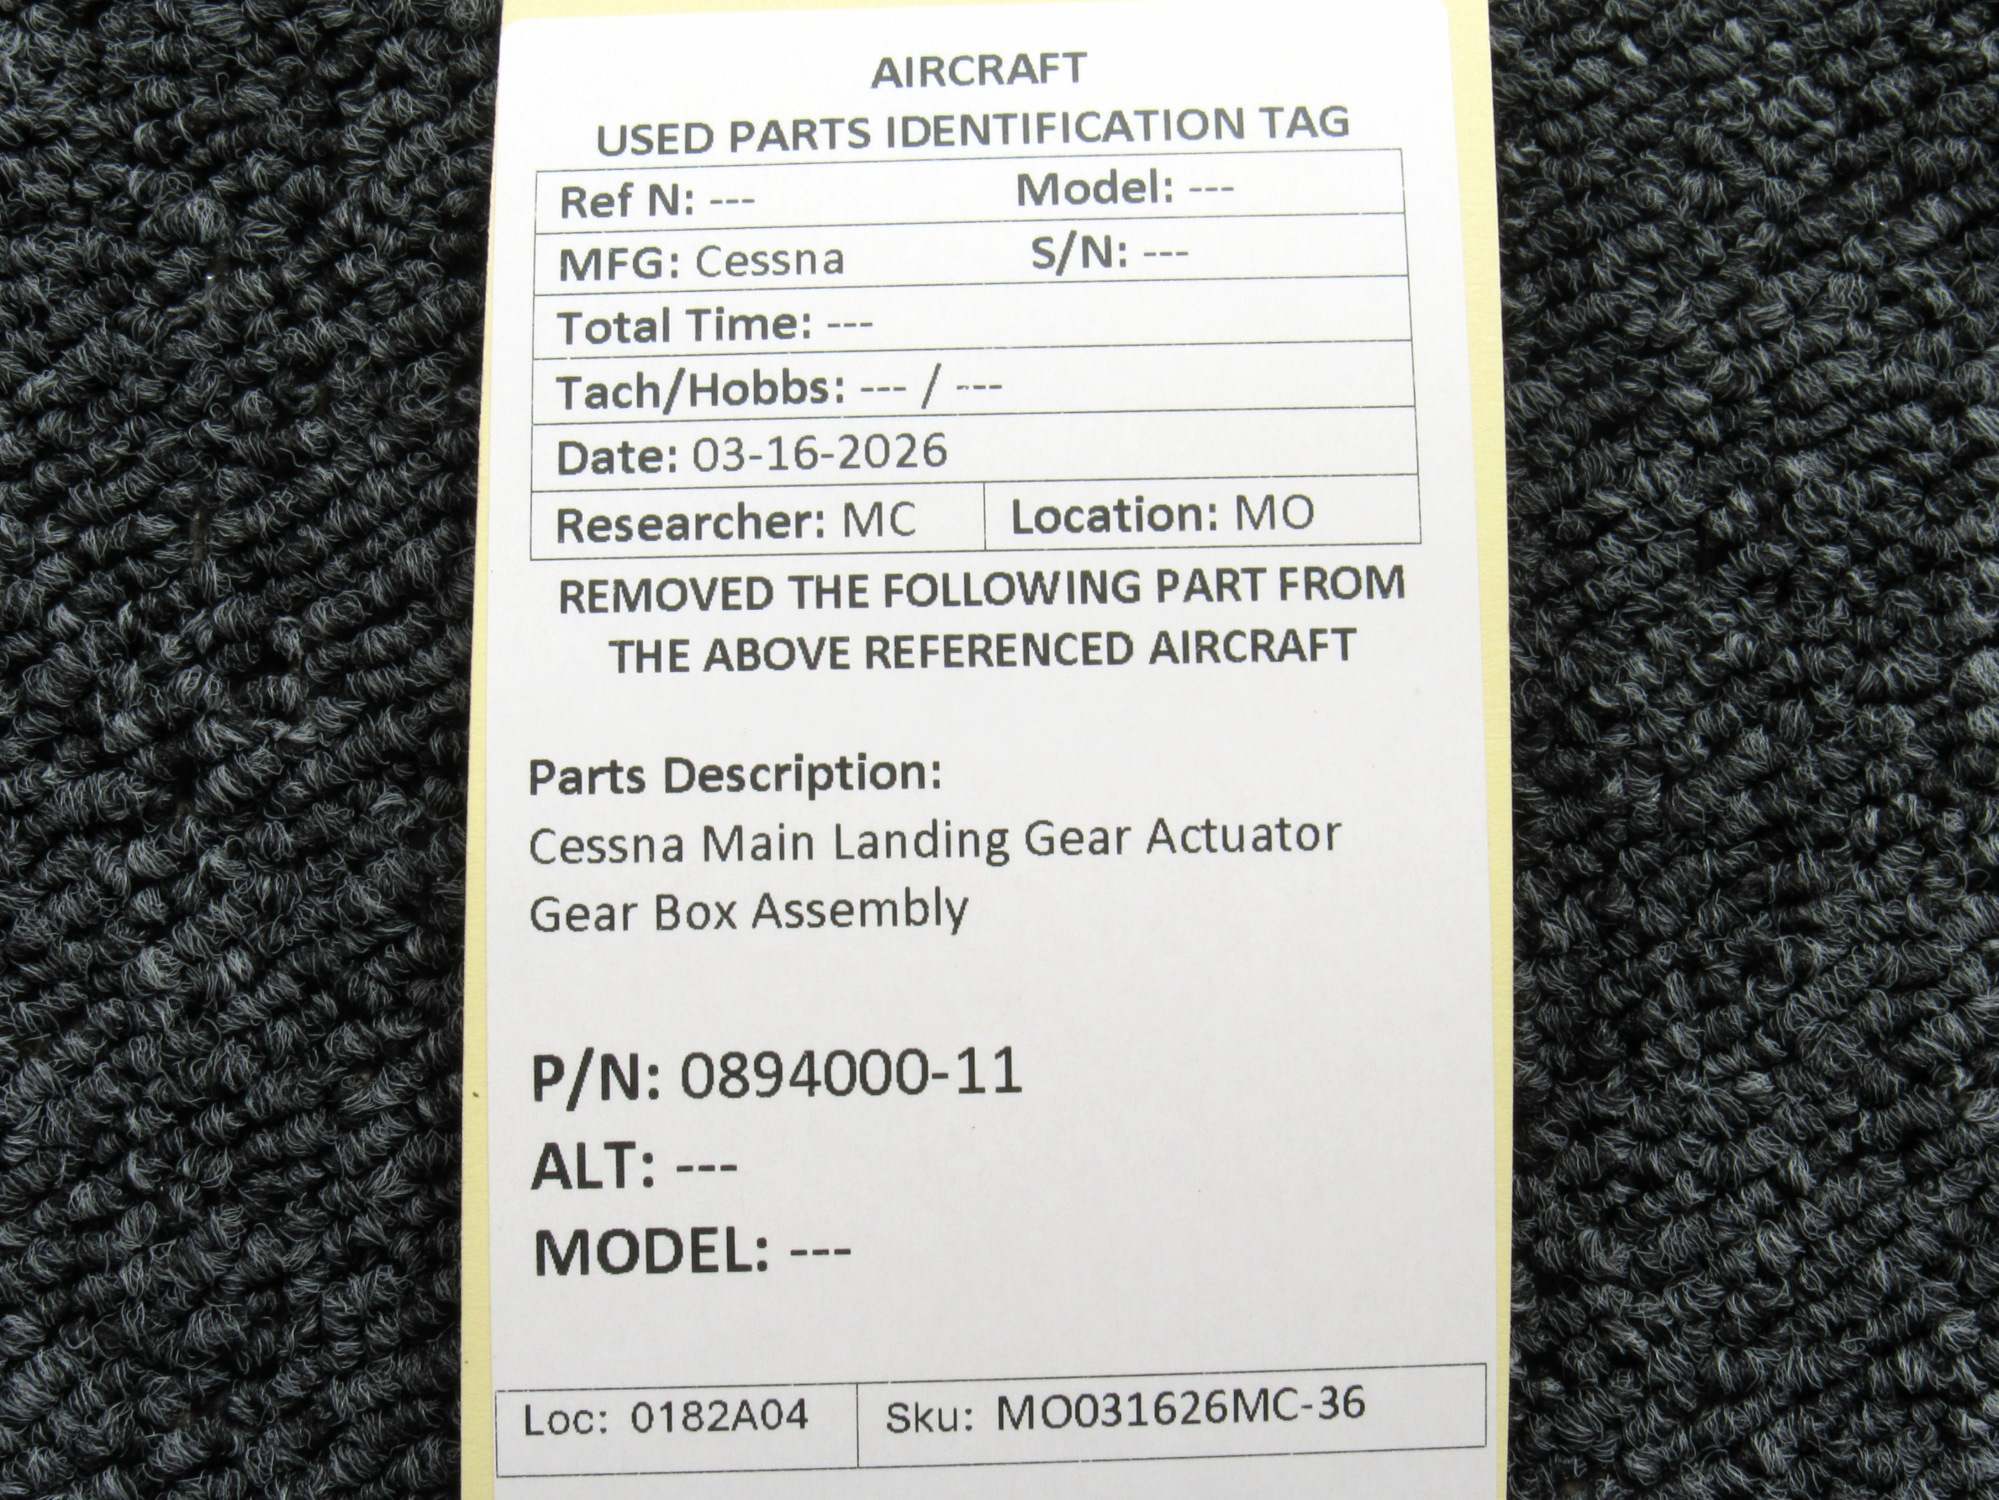 AIRCRAFT
USED PARTS IDENTIFICATION TAG
Ref N: --- Model: ---
MFG: Cessna S/N: ---
Total Time: ---
Tach/Hobbs: --- / ---
Date: 03-16-2026
Researcher: MC Location: MO
REMOVED THE FOLLOWING PART FROM
THE ABOVE REFERENCED AIRCRAFT
Parts Description:
Cessna Main Landing Gear Actuator
Gear Box Assembly
P/N: 0894000-11
ALT: ---
MODEL: ---
Loc: 0182A04 Sku: MO031626MC-36